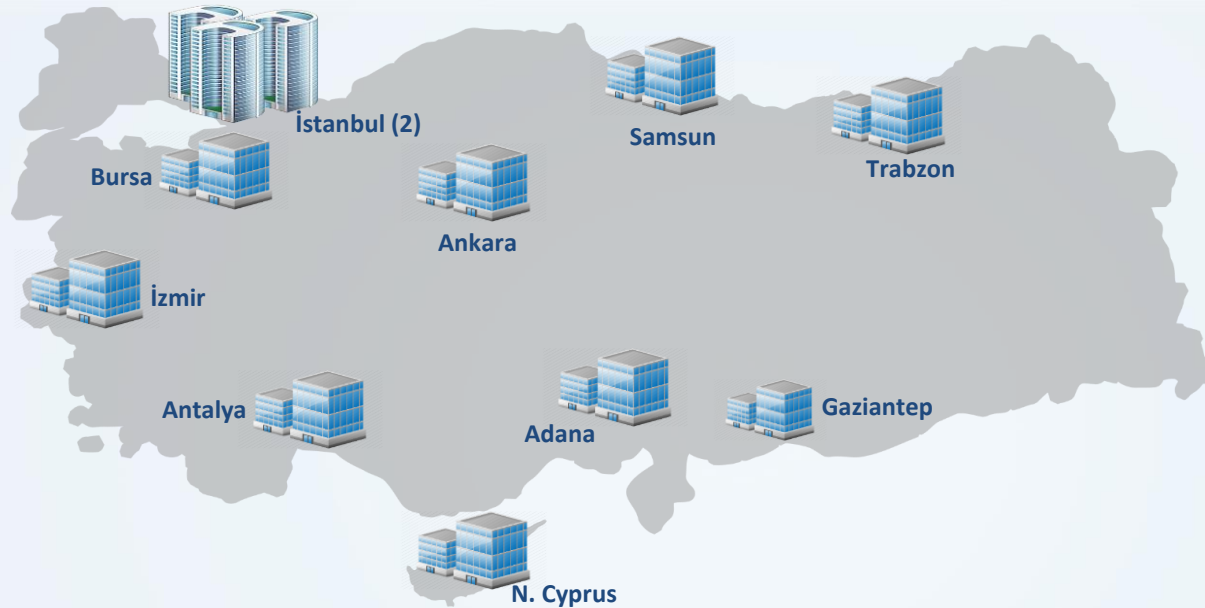 İstanbul (2)
Samsun
Trabzon
Bursa
Ankara
İzmir
Antalya
Adana
Gaziantep
N. Cyprus